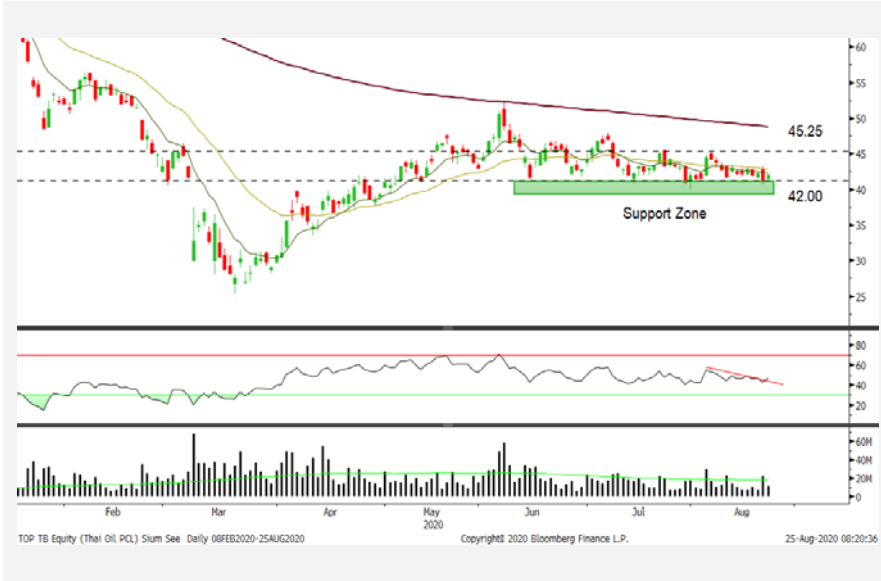 60
55
50
45.25
45
40
42.00
Support Zone
35
30
25
80
60
40
20
60M
40M
20M
0
Feb Mar Apr May Jun Jul Aug
2020
TOP TB Equity (Thai Oil PCL) Sium See Daily 08FEB2020-25AUG2020 Copyright© 2020 Bloomberg Finance L.P. 25-Aug-2020 08:20:36